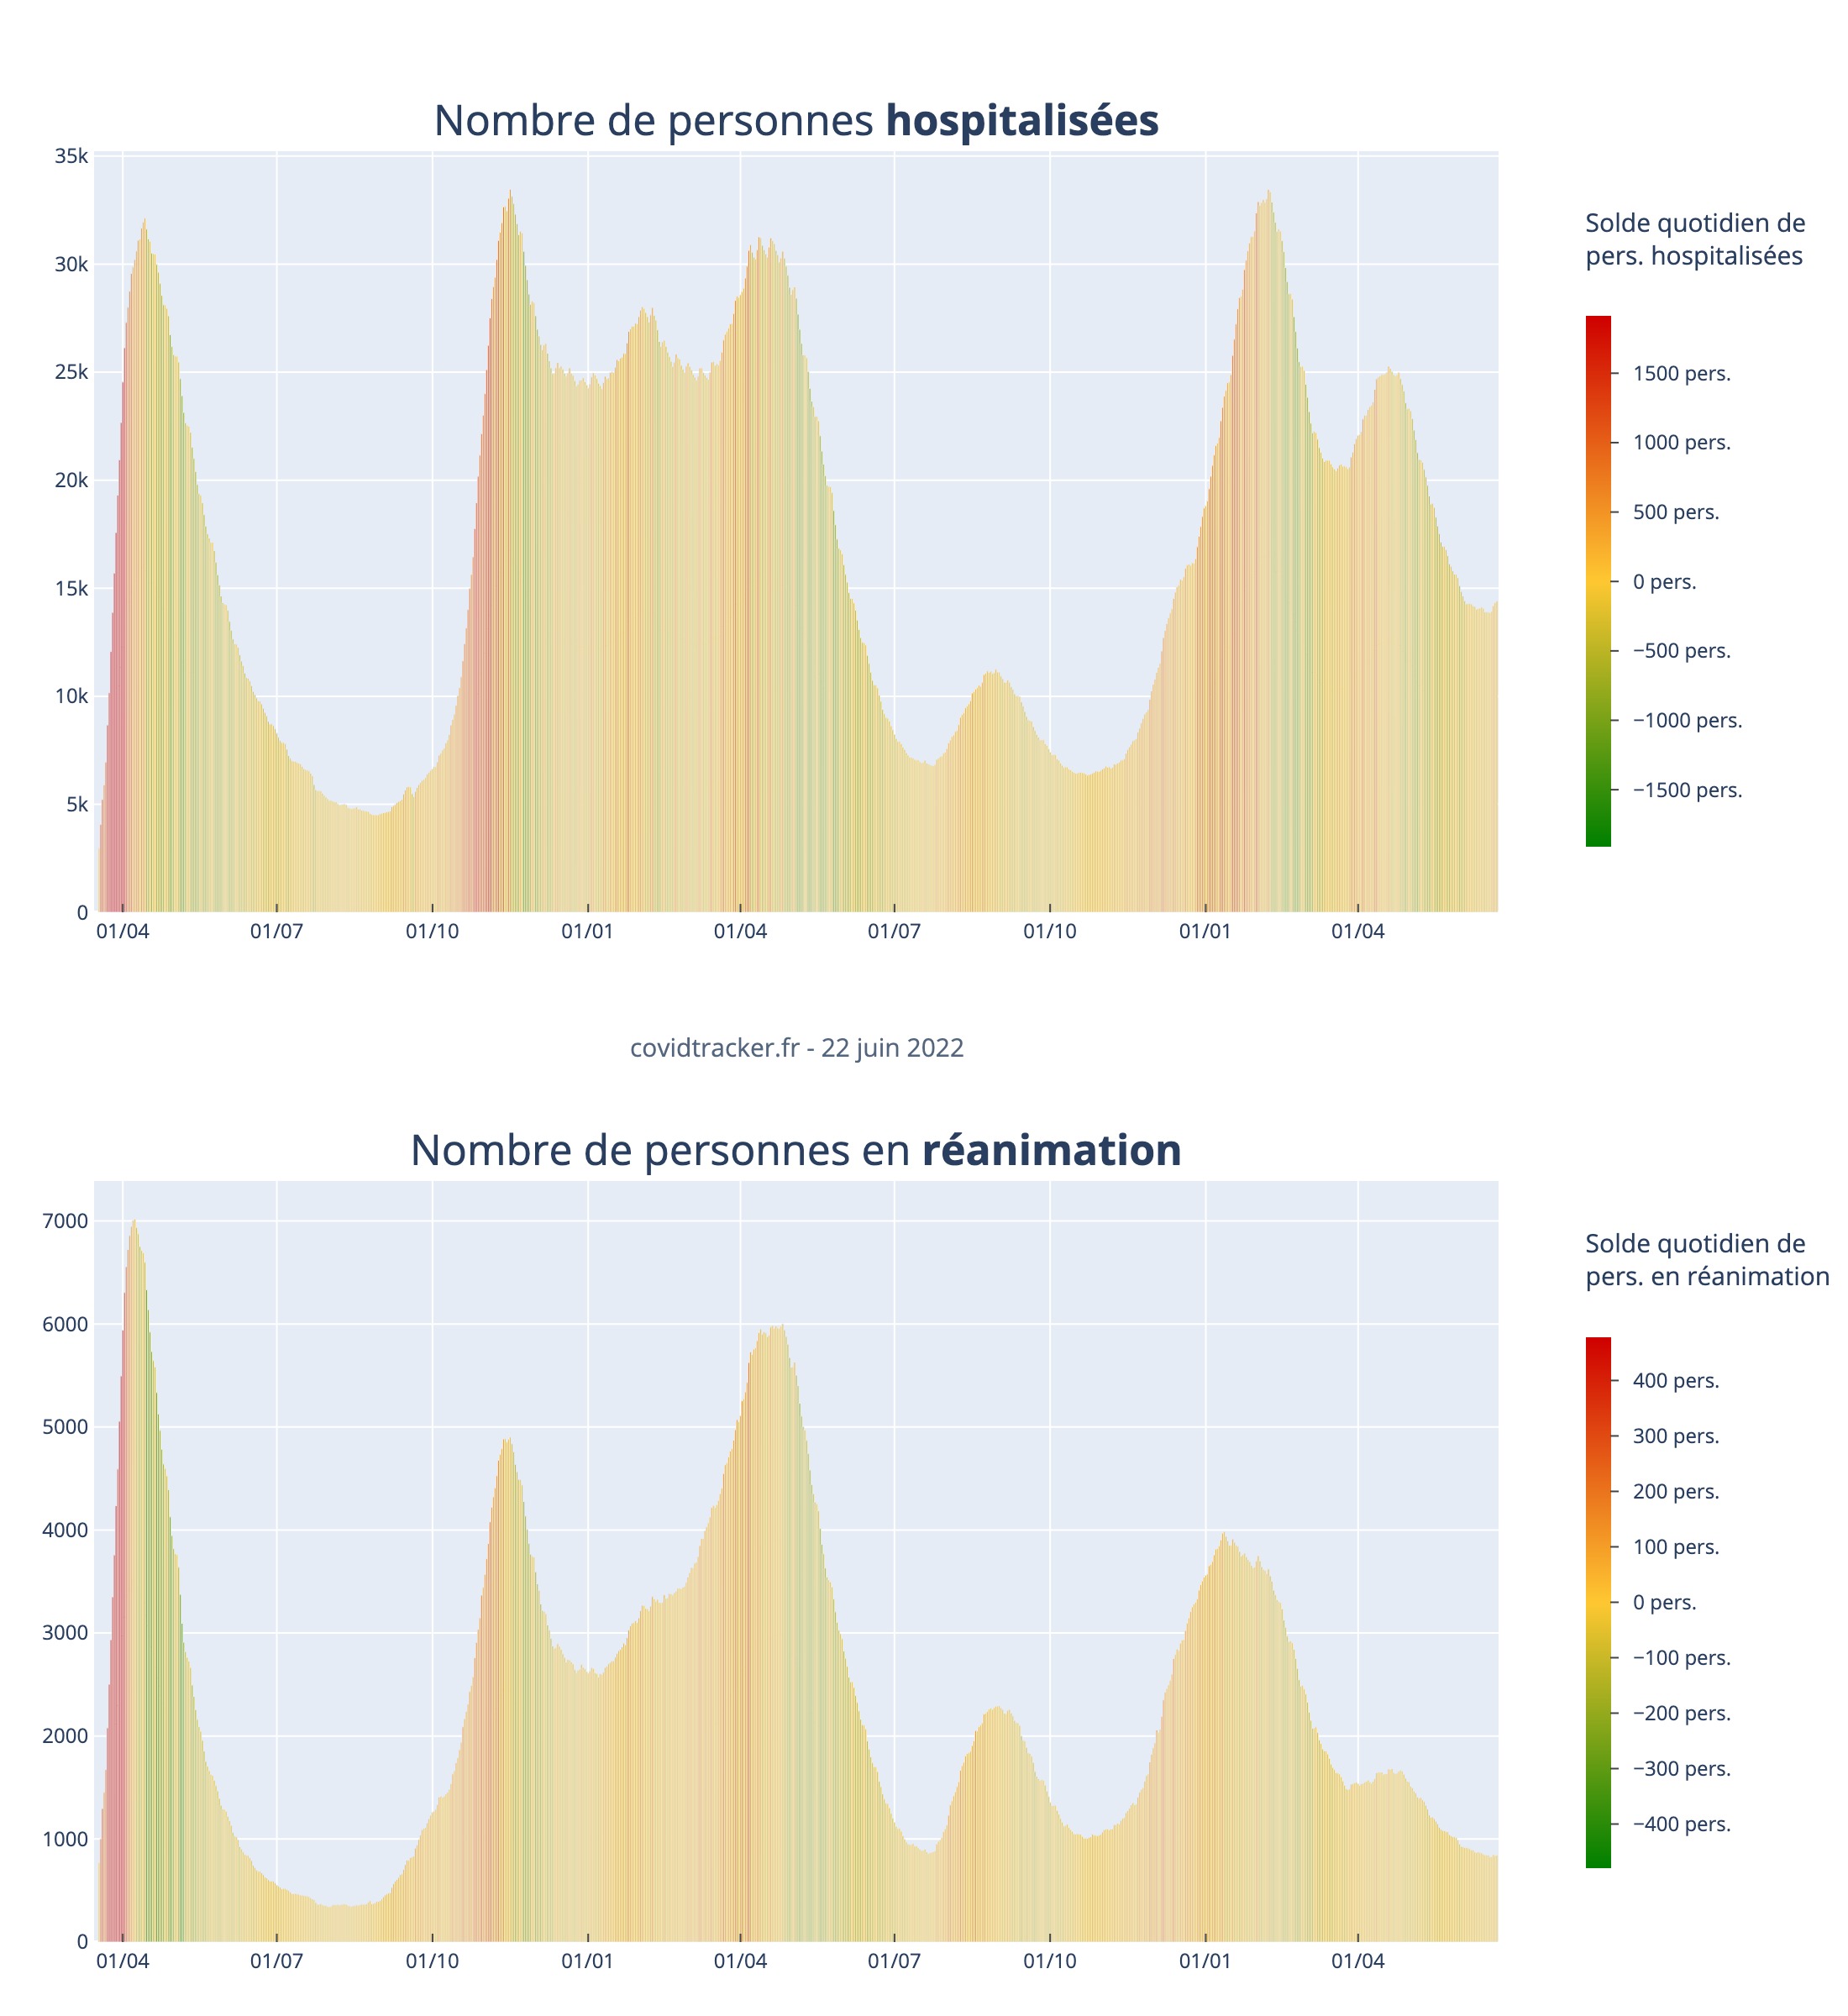 Nombre de personnes hospitalisées
35k
30k
25k
20k
15k
10k
5k
0
01/04 01/07 01/10 01/01 01/04 01/07 01/10 01/01 01/04
Solde quotidien de
pers. hospitalisées
1500 pers.
1000 pers.
500 pers.
0 pers.
−500 pers.
−1000 pers.
−1500 pers.
covidtracker.fr - 22 juin 2022
Nombre de personnes en réanimation
7000
6000
5000
4000
3000
2000
1000
0
01/04 01/07 01/10 01/01 01/04 01/07 01/10 01/01 01/04
Solde quotidien de
pers. en réanimation
400 pers.
300 pers.
200 pers.
100 pers.
0 pers.
−100 pers.
−200 pers.
−300 pers.
−400 pers.